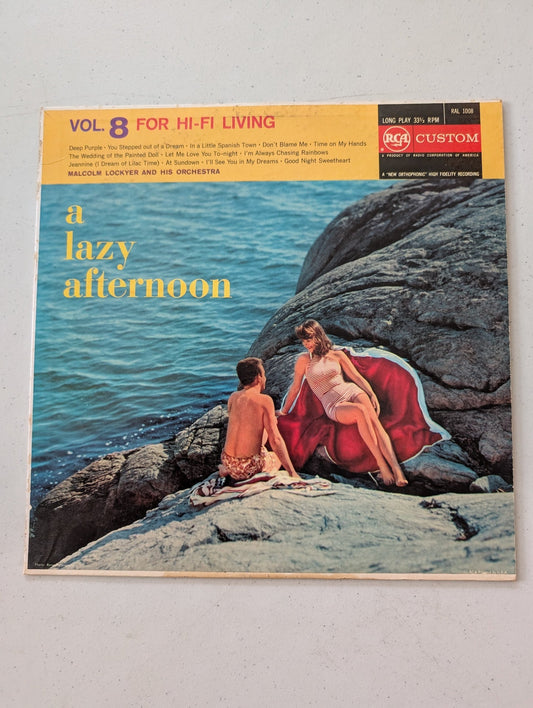 VOL. 8 FOR HI-FI LIVING
Deep Purple · You Stepped out of a Dream · In a Little Spanish Town · Don't Blame Me · Time on My Hands
The Wedding of the Painted Doll · Let Me Love You To-night · I'm Always Chasing Rainbows
Jeannine (I Dream of Lilac Time) · At Sundown · I'll See You in My Dreams · Good Night Sweetheart
MALCOLM LOCKYER AND HIS ORCHESTRA
RAL 1008
LONG PLAY 33⅓ RPM
RCA CUSTOM
A PRODUCT OF RADIO CORPORATION OF AMERICA
A "NEW ORTHOPHONIC" HIGH FIDELITY RECORDING
a
lazy
afternoon